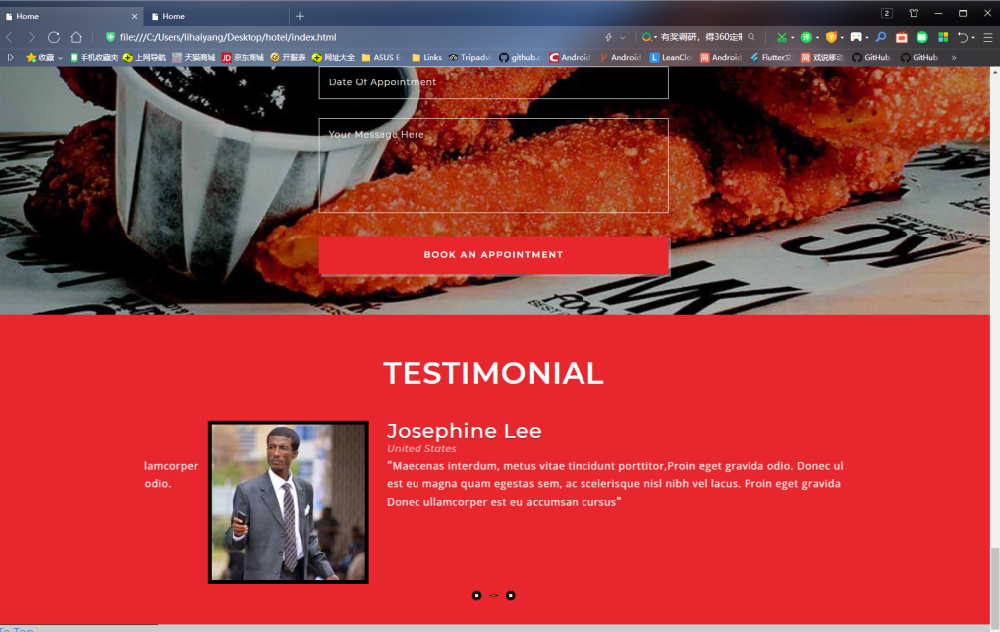 Home
Home
2
file:///C:/Users/lihaiyang/Desktop/hotel/index.html
有奖调研，得360定制
收藏 手机收藏夹 上网导航 天猫商城 JD 京东商城 开服表 网址大全 ASUS E Links Tripadvi github.c Android Android LeanClo Android Flutter文 戏说移动 GitHub GitHub »
Date Of Appointment
Your Message Here
BOOK AN APPOINTMENT
TESTIMONIAL
Josephine Lee
United States
lamcorper
odio.
"Maecenas interdum, metus vitae tincidunt porttitor,Proin eget gravida odio. Donec ul
est eu magna quam egestas sem, ac scelerisque nisl nibh vel lacus. Proin eget gravida
Donec ullamcorper est eu accumsan cursus"
To Top